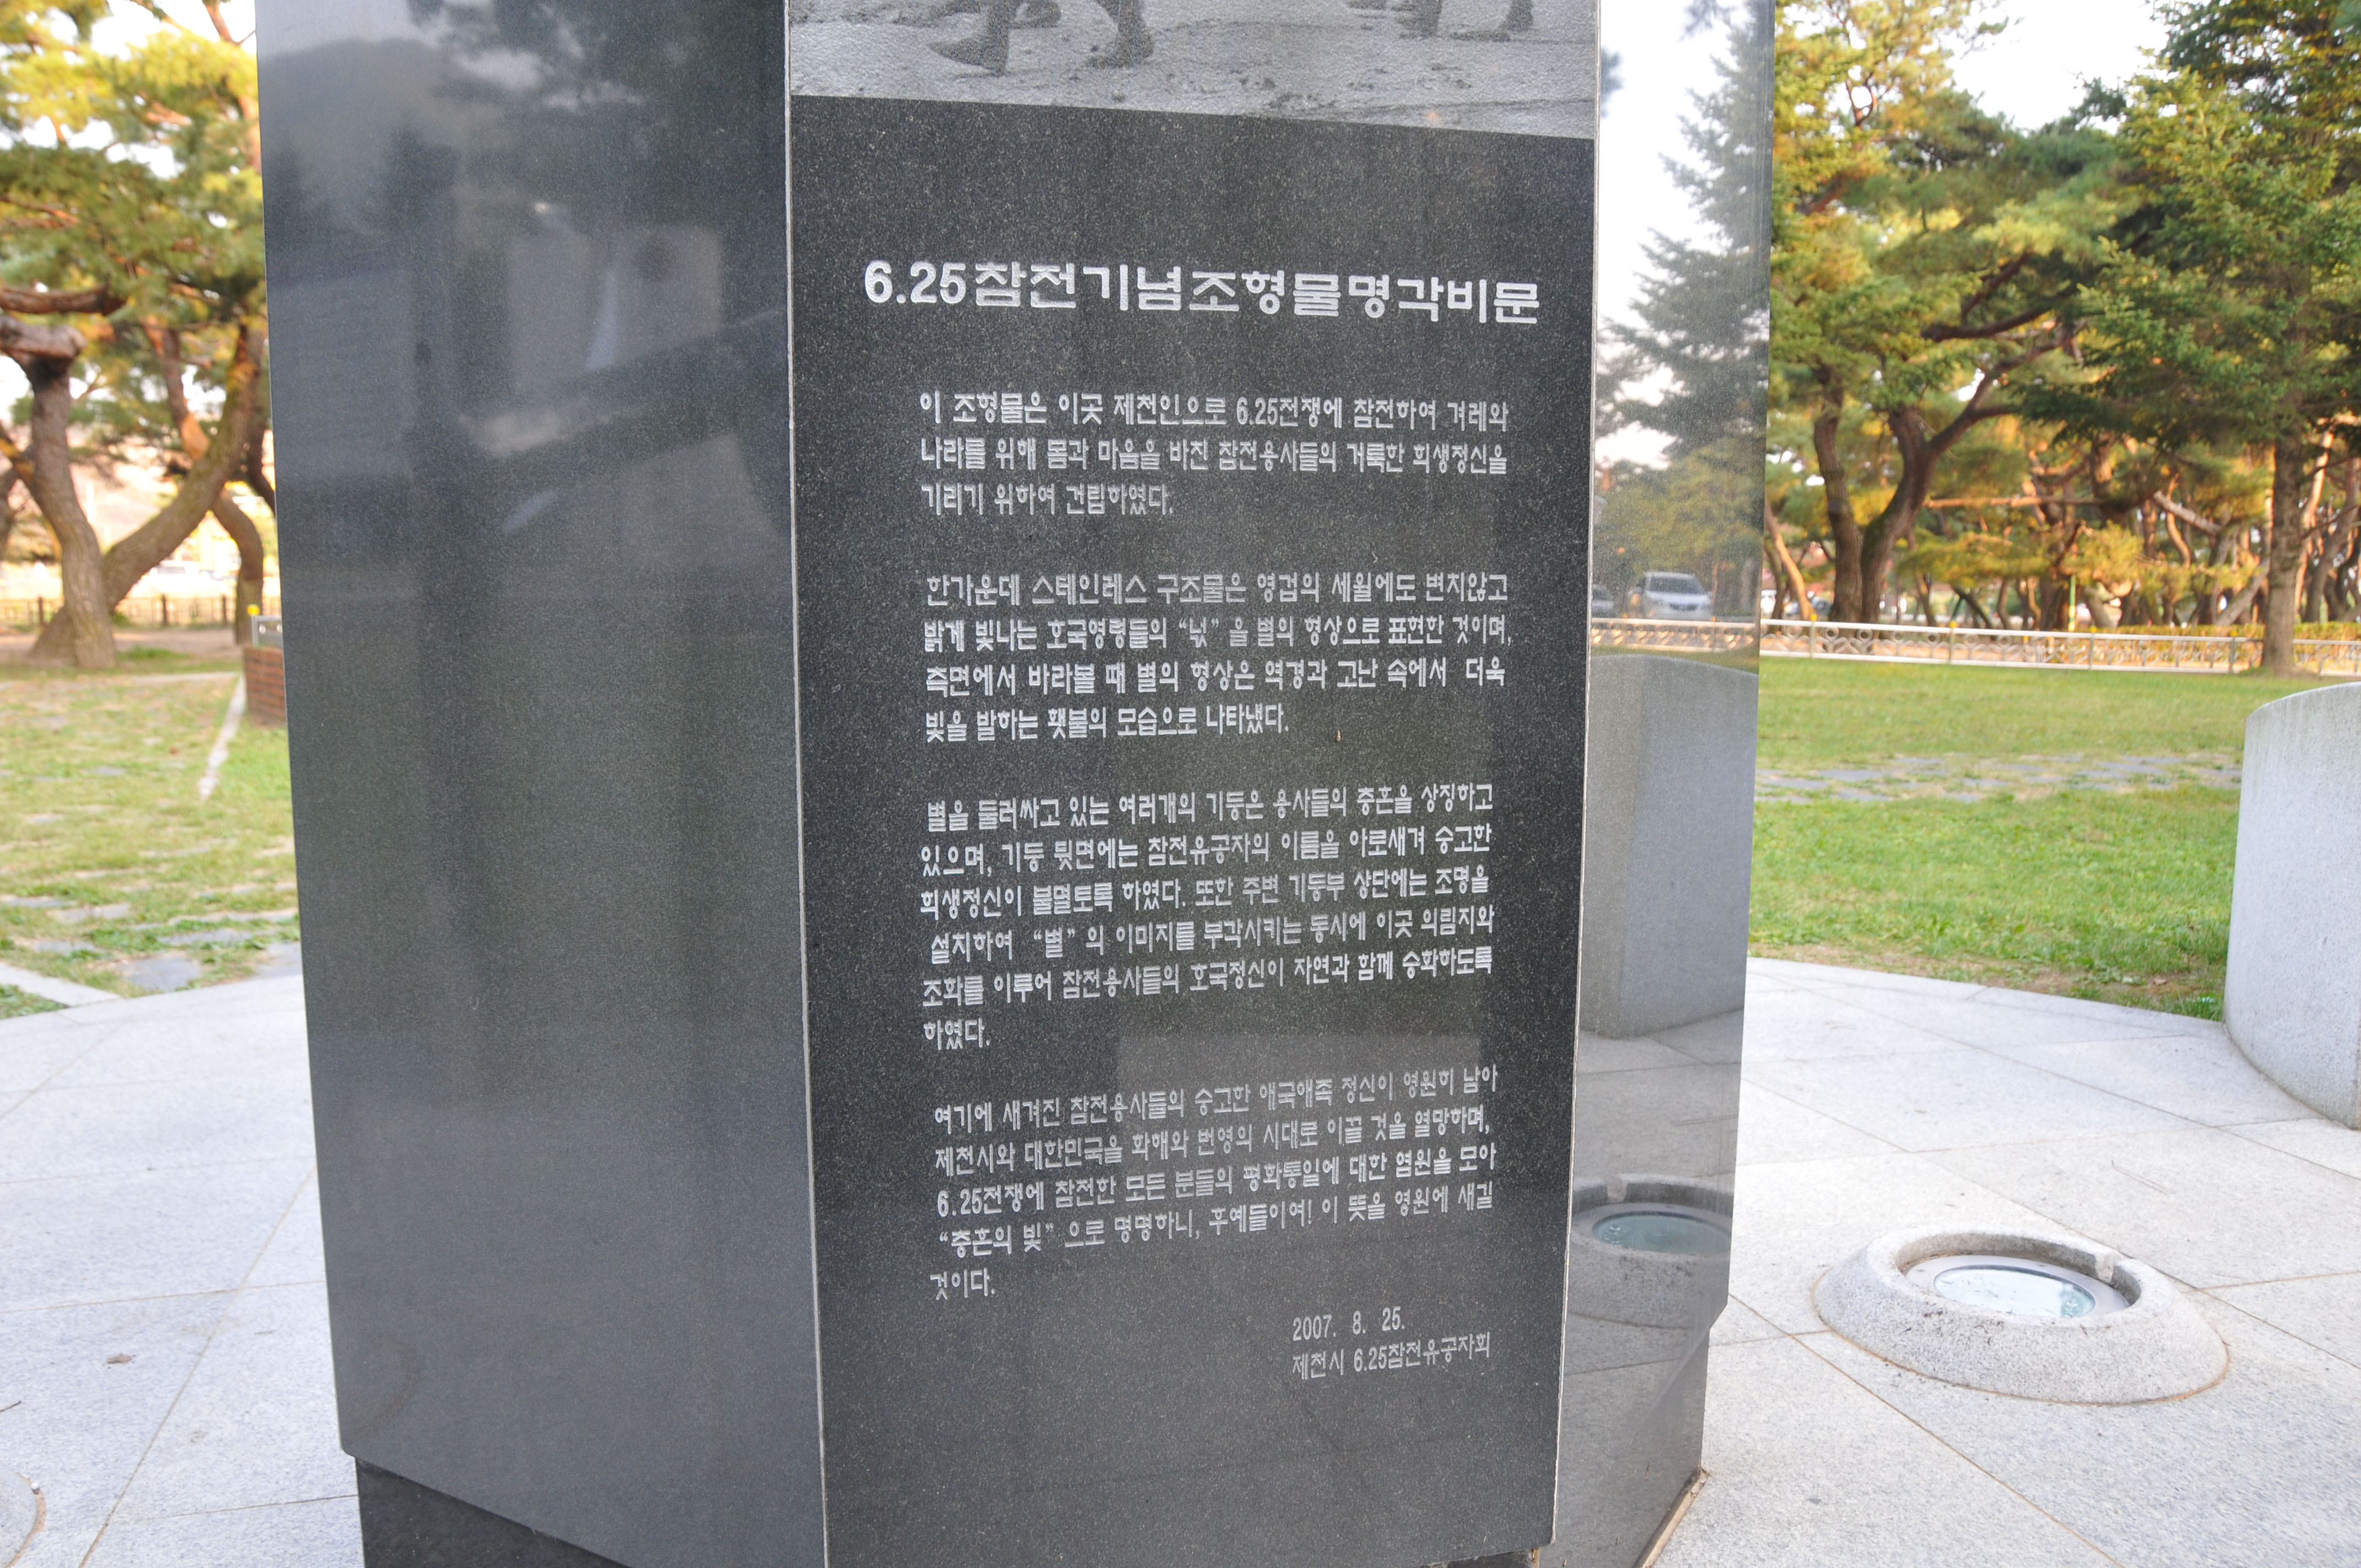 6.25참전기념조형물명각비문
이 조형물은 이곳 제천인으로 6.25전쟁에 참전하여 겨레와
나라를 위해 몸과 마음을 바친 참전용사들의 거룩한 희생정신을
기리기 위하여 건립하였다.
한가운데 스테인레스 구조물은 영겁의 세월에도 변치않고
밝게 빛나는 호국영령들의 “넋” 을 별의 형상으로 표현한 것이며,
측면에서 바라볼 때 별의 형상은 역경과 고난 속에서 더욱
빛을 발하는 횃불의 모습으로 나타냈다.
별을 둘러싸고 있는 여러개의 기둥은 용사들의 충혼을 상징하고
있으며, 기둥 뒷면에는 참전유공자의 이름을 아로새겨 숭고한
희생정신이 불멸토록 하였다. 또한 주변 기둥부 상단에는 조명을
설치하여 “별” 의 이미지를 부각시키는 동시에 이곳 의림지와
조화를 이루어 참전용사들의 호국정신이 자연과 함께 승화하도록
하였다.
여기에 새겨진 참전용사들의 숭고한 애국애족 정신이 영원히 남아
제천시와 대한민국을 화해와 번영의 시대로 이끌 것을 열망하며,
6.25전쟁에 참전한 모든 분들의 평화통일에 대한 염원을 모아
“충혼의 빛” 으로 명명하니, 후예들이여! 이 뜻을 영원에 새길
것이다.
2007. 8. 25.
제천시 6.25참전유공자회